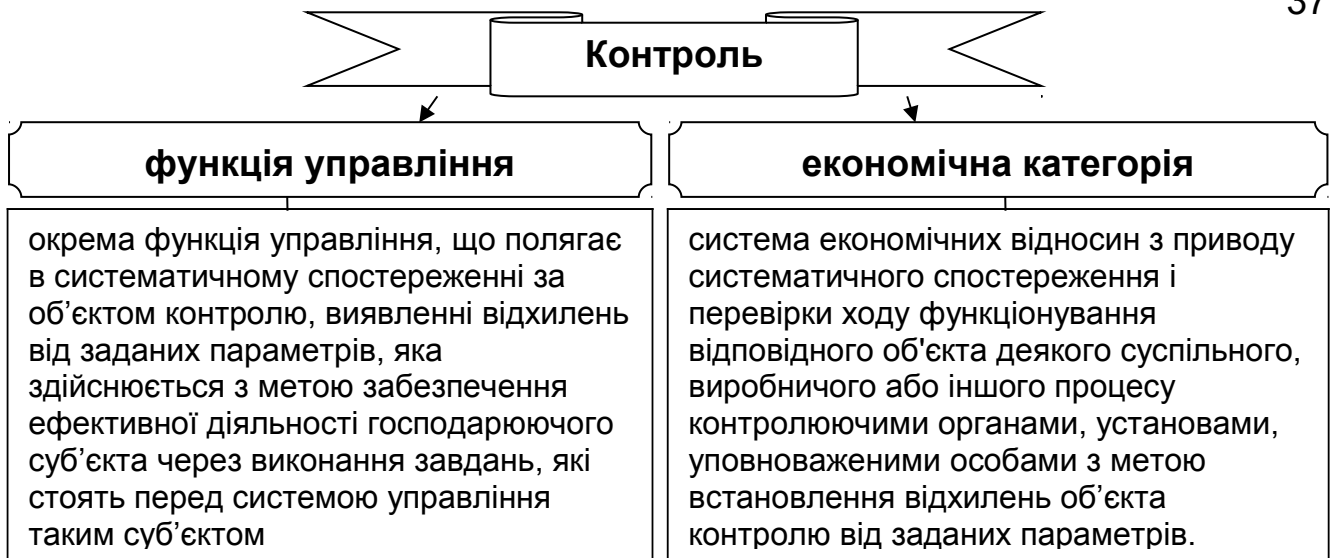 37
Контроль
функція управління
економічна категорія
окрема функція управління, що полягає
в систематичному спостереженні за
об’єктом контролю, виявленні відхилень
від заданих параметрів, яка
здійснюється з метою забезпечення
ефективної діяльності господарюючого
суб’єкта через виконання завдань, які
стоять перед системою управління
таким суб’єктом
система економічних відносин з приводу
систематичного спостереження і
перевірки ходу функціонування
відповідного об'єкта деякого суспільного,
виробничого або іншого процесу
контролюючими органами, установами,
уповноваженими особами з метою
встановлення відхилень об’єкта
контролю від заданих параметрів.